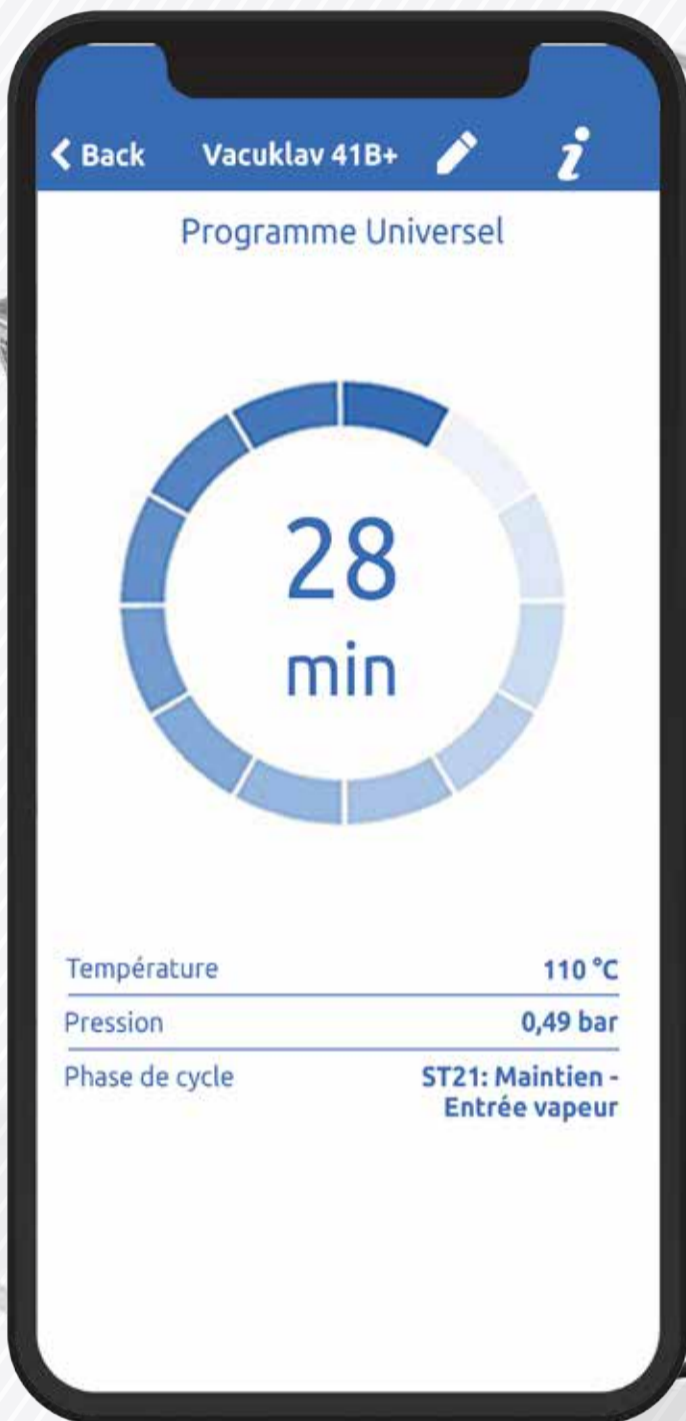 Back Vacuklav 41B+ i
Programme Universel
28
min
Température 110 °C
Pression 0,49 bar
Phase de cycle ST21: Maintien -
Entrée vapeur